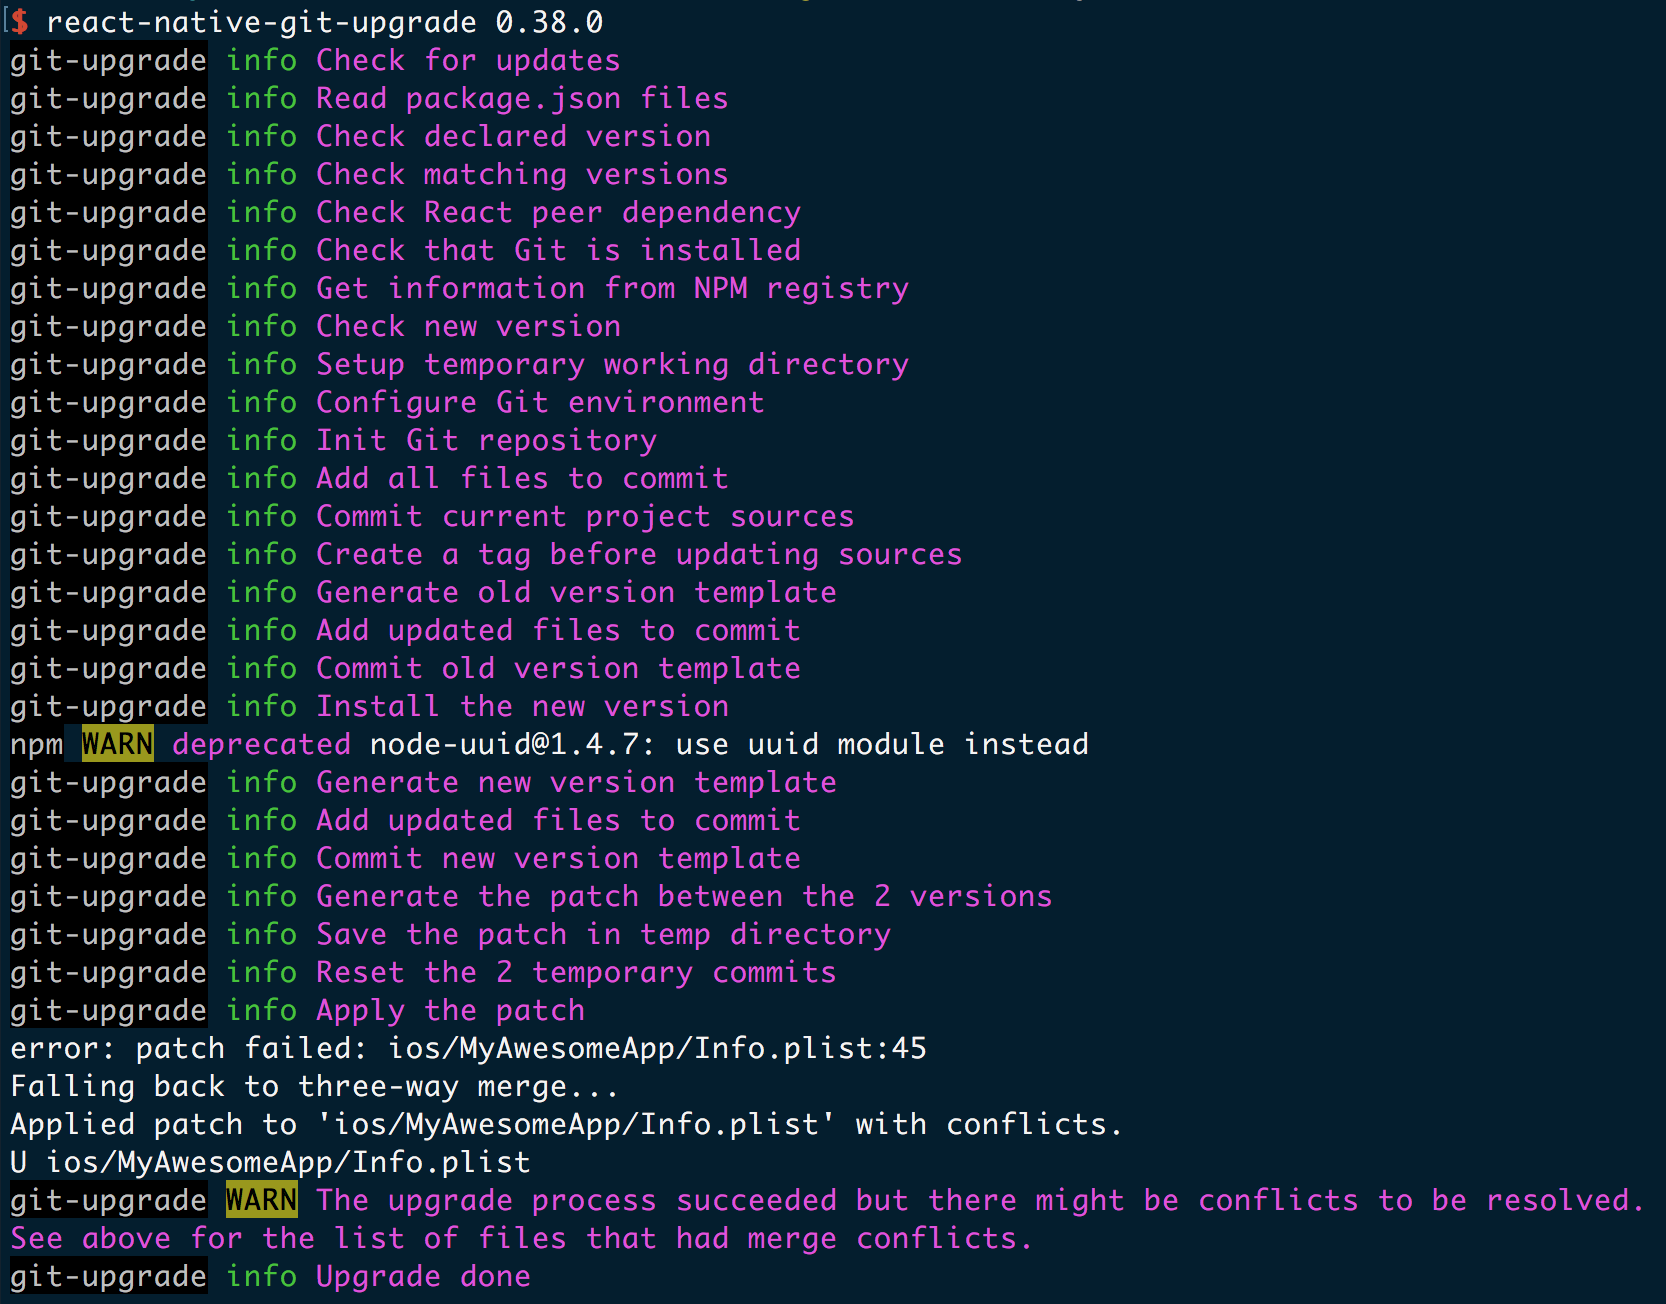 $ react-native-git-upgrade 0.38.0
git-upgrade info Check for updates
git-upgrade info Read package.json files
git-upgrade info Check declared version
git-upgrade info Check matching versions
git-upgrade info Check React peer dependency
git-upgrade info Check that Git is installed
git-upgrade info Get information from NPM registry
git-upgrade info Check new version
git-upgrade info Setup temporary working directory
git-upgrade info Configure Git environment
git-upgrade info Init Git repository
git-upgrade info Add all files to commit
git-upgrade info Commit current project sources
git-upgrade info Create a tag before updating sources
git-upgrade info Generate old version template
git-upgrade info Add updated files to commit
git-upgrade info Commit old version template
git-upgrade info Install the new version
npm WARN deprecated node-uuid@1.4.7: use uuid module instead
git-upgrade info Generate new version template
git-upgrade info Add updated files to commit
git-upgrade info Commit new version template
git-upgrade info Generate the patch between the 2 versions
git-upgrade info Save the patch in temp directory
git-upgrade info Reset the 2 temporary commits
git-upgrade info Apply the patch
error: patch failed: ios/MyAwesomeApp/Info.plist:45
Falling back to three-way merge...
Applied patch to 'ios/MyAwesomeApp/Info.plist' with conflicts.
U ios/MyAwesomeApp/Info.plist
git-upgrade WARN The upgrade process succeeded but there might be conflicts to be resolved.
See above for the list of files that had merge conflicts.
git-upgrade info Upgrade done